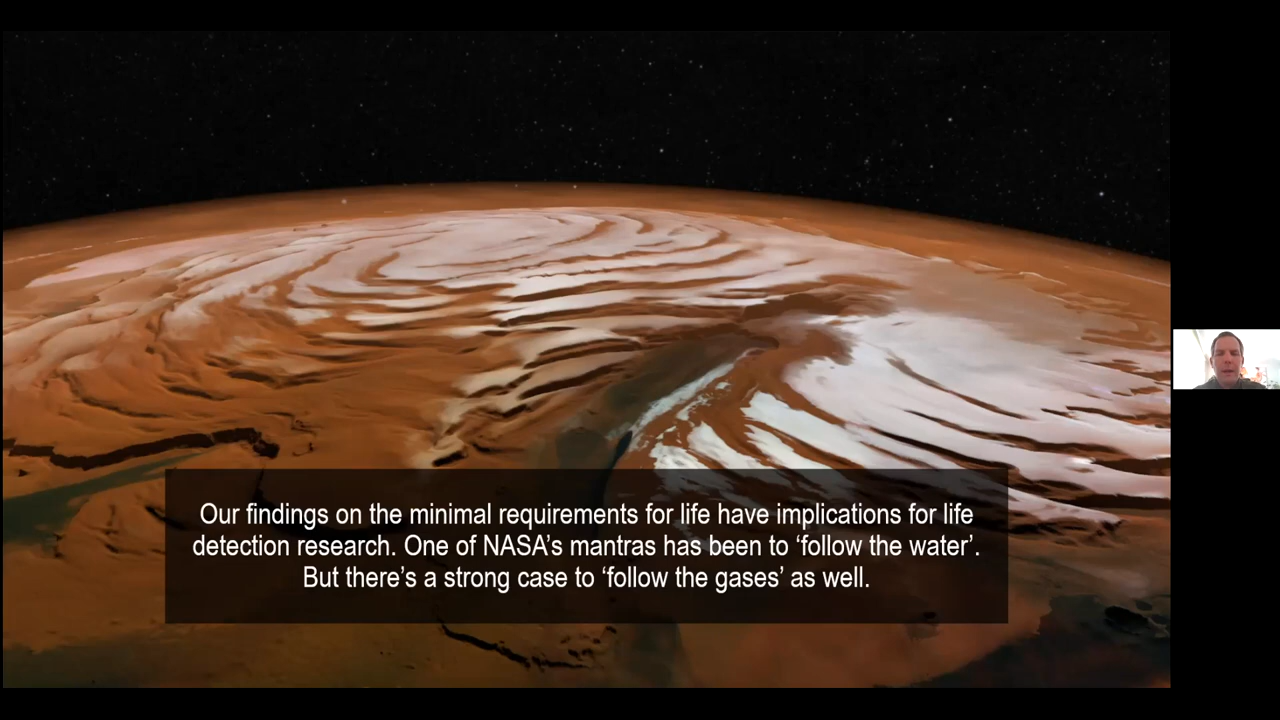 Our findings on the minimal requirements for life have implications for life
detection research. One of NASA’s mantras has been to ‘follow the water’.
But there’s a strong case to ‘follow the gases’ as well.